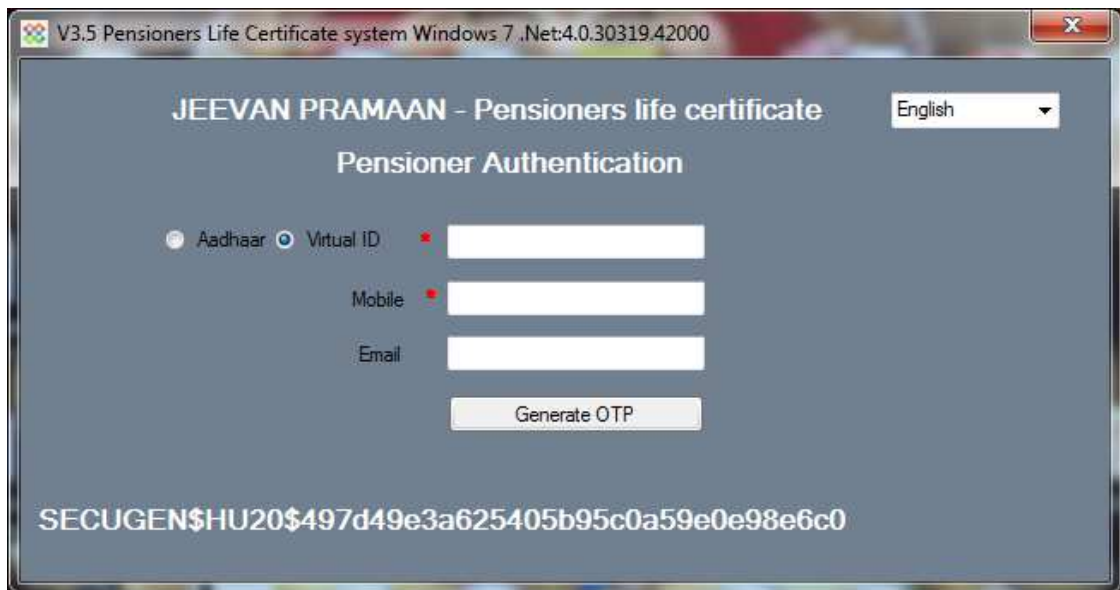 V3.5 Pensioners Life Certificate system Windows 7 .Net:4.0.30319.42000
JEEVAN PRAMAAN - Pensioners life certificate
English
Pensioner Authentication
Aadhaar Virtual ID *
Mobile *
Email
Generate OTP
SECUGEN$HU20$497d49e3a625405b95c0a59e0e98e6c0